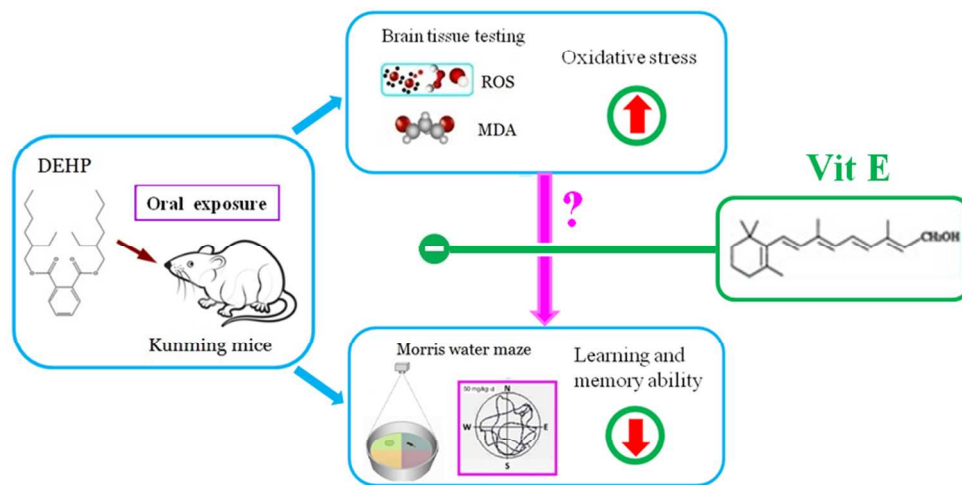 Brain tissue testing
ROS
MDA
Oxidative stress
DEHP
Oral exposure
Kunming mice
?
Vit E
CH₂OH
Morris water maze
50 mg/kg·d
N
W
E
S
Learning and
memory ability